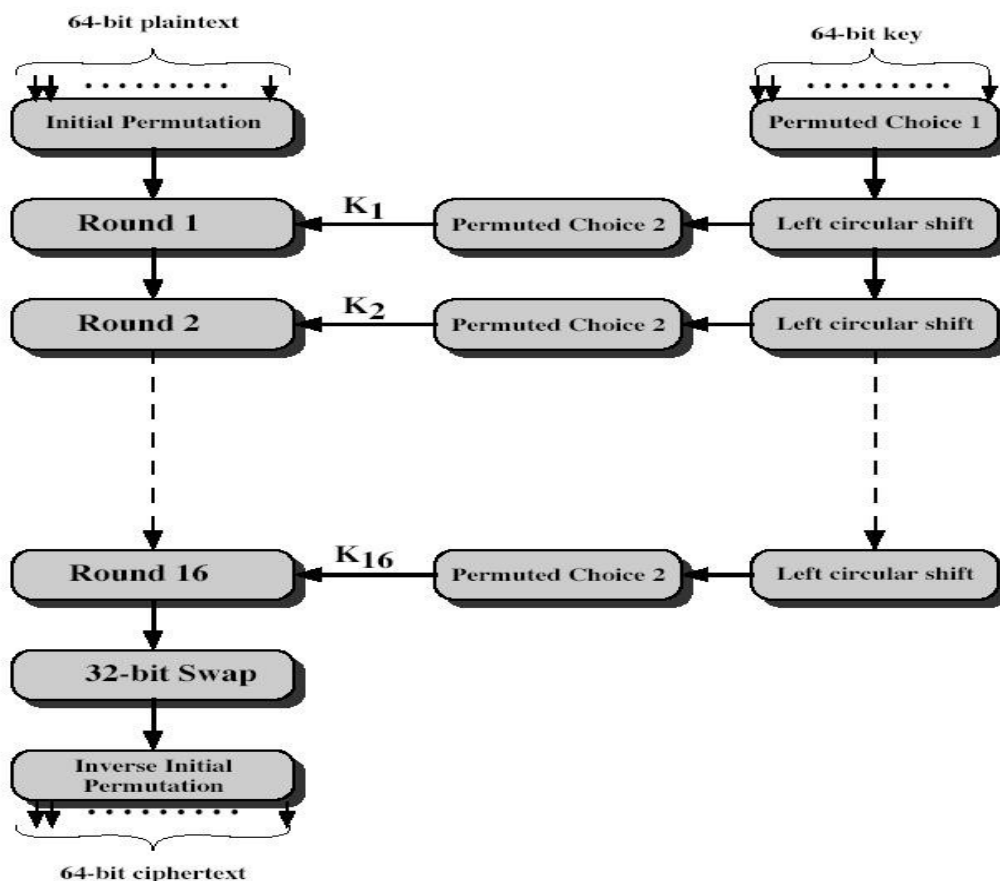 64-bit plaintext
64-bit key
Initial Permutation
Permuted Choice 1
Round 1
K1
Permuted Choice 2
Left circular shift
Round 2
K2
Permuted Choice 2
Left circular shift
Round 16
K16
Permuted Choice 2
Left circular shift
32-bit Swap
Inverse Initial
Permutation
64-bit ciphertext